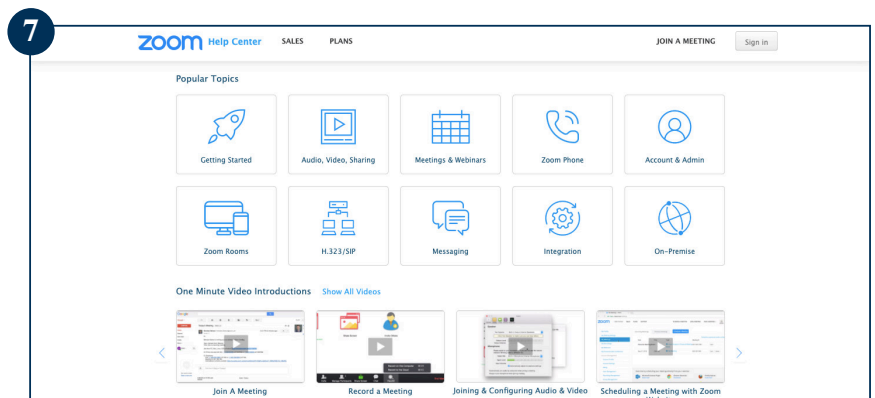 7
zoom Help Center SALES PLANS JOIN A MEETING Sign in
Popular Topics
Getting Started Audio, Video, Sharing Meetings & Webinars Zoom Phone Account & Admin
Zoom Rooms H.323/SIP Messaging Integration On-Premise
One Minute Video Introductions Show All Videos
Join A Meeting Record a Meeting Joining & Configuring Audio & Video Scheduling a Meeting with Zoom